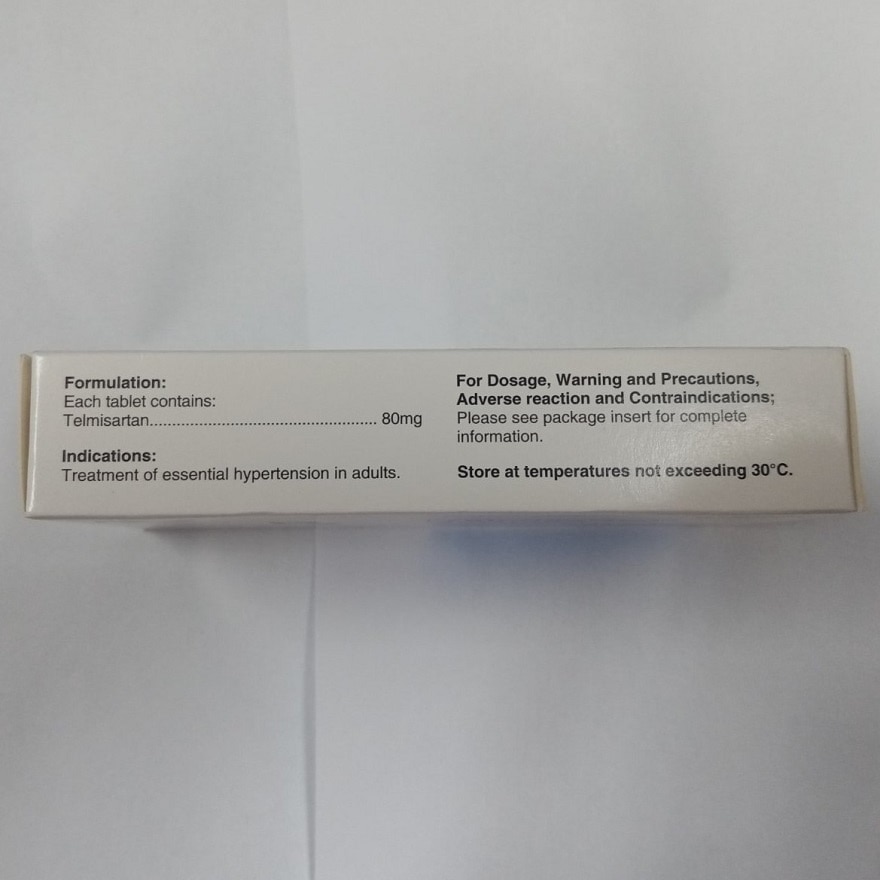 Formulation:
Each tablet contains:
Telmisartan.................................................. 80mg
Indications:
Treatment of essential hypertension in adults.
For Dosage, Warning and Precautions,
Adverse reaction and Contraindications;
Please see package insert for complete
information.
Store at temperatures not exceeding 30°C.